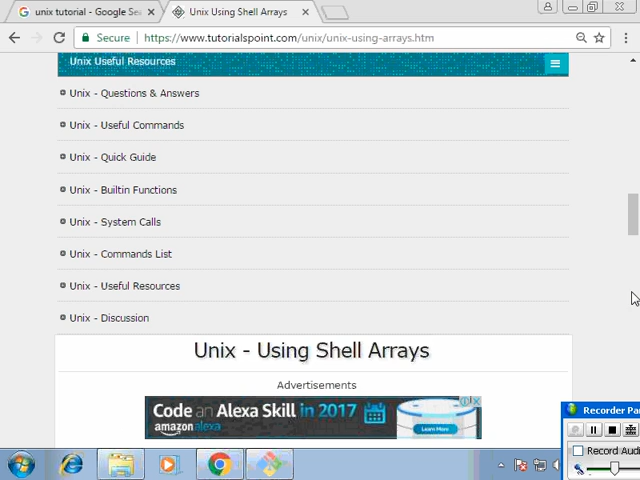 unix tutorial - Google Se
Unix Using Shell Arrays
Secure
https://www.tutorialspoint.com/unix/unix-using-arrays.htm
Unix Useful Resources
Unix - Questions & Answers
Unix - Useful Commands
Unix - Quick Guide
Unix - Builtin Functions
Unix - System Calls
Unix - Commands List
Unix - Useful Resources
Unix - Discussion
Unix - Using Shell Arrays
Advertisements
Code an Alexa Skill in 2017
amazon alexa
Learn More
Recorder Pa
Record Audi